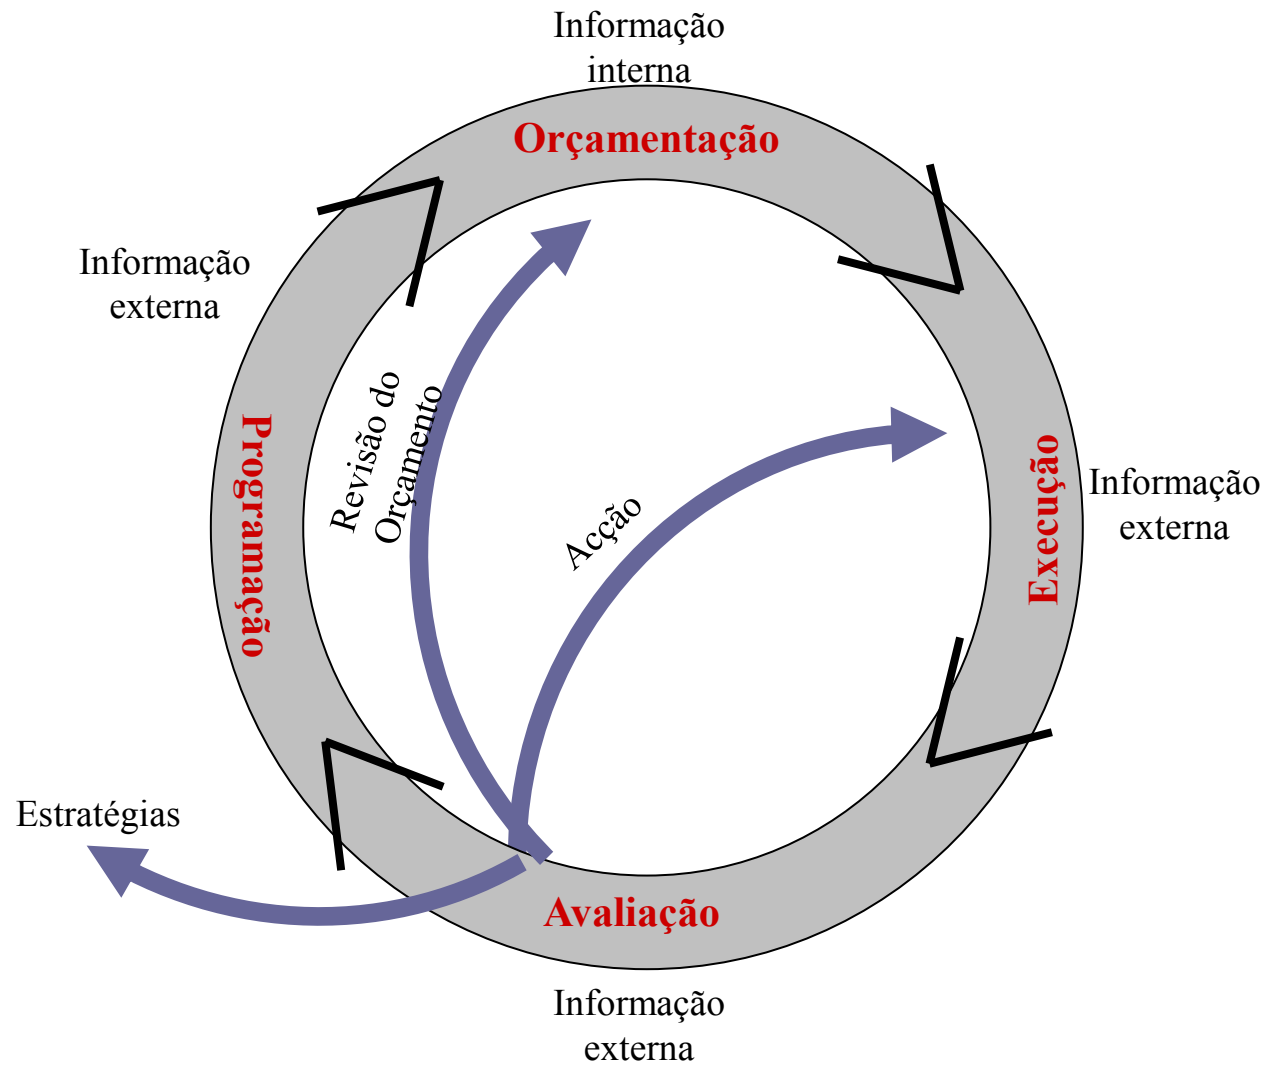 Informação
interna
Orçamentação
Informação
externa
Revisão do
Orçamento
Programação
Acção
Execução
Informação
externa
Estratégias
Avaliação
Informação
externa